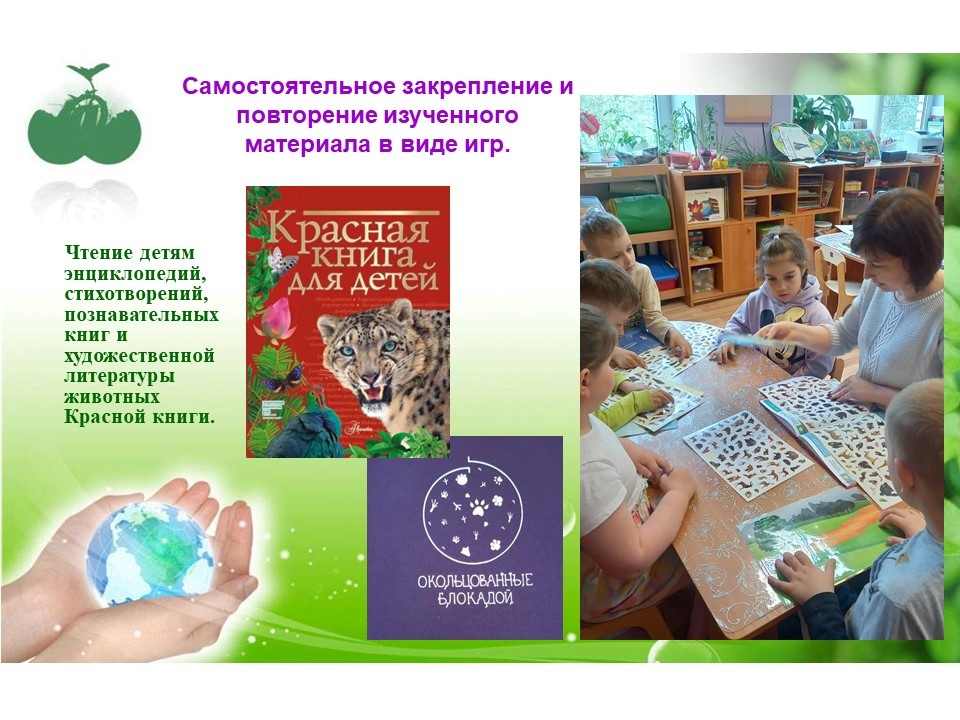 Самостоятельное закрепление и
повторение изученного
материала в виде игр.
Чтение детям
энциклопедий,
стихотворений,
познавательных
книг и
художественной
литературы
животных
Красной книги.
Красная
книга
для детей
ОКОЛЬЦОВАННЫЕ
БЛОКАДОЙ